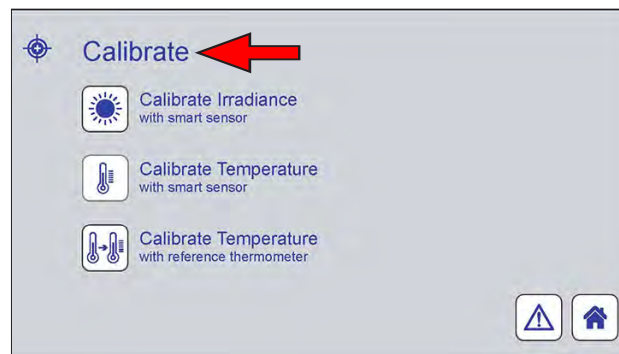 Calibrate
Calibrate Irradiance
with smart sensor
Calibrate Temperature
with smart sensor
Calibrate Temperature
with reference thermometer